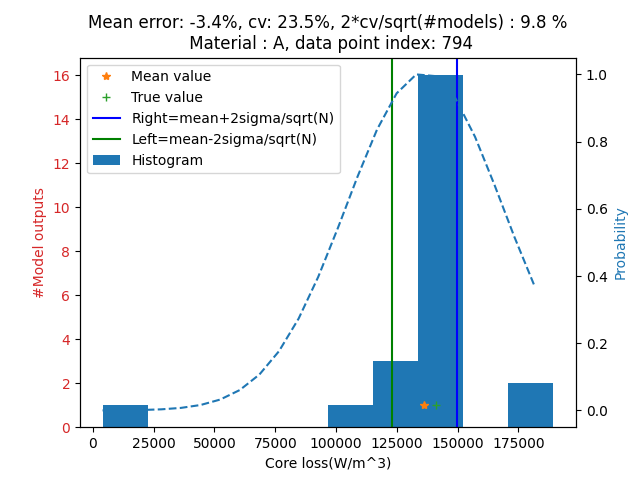 Mean error: -3.4%, cv: 23.5%, 2*cv/sqrt(#models) : 9.8 %
Material : A, data point index: 794
Mean value
True value
Right=mean+2sigma/sqrt(N)
Left=mean-2sigma/sqrt(N)
Histogram
#Model outputs
16
14
12
10
8
6
4
2
0
1.0
0.8
0.6
0.4
0.2
0.0
Probability
0 25000 50000 75000 100000 125000 150000 175000
Core loss(W/m^3)